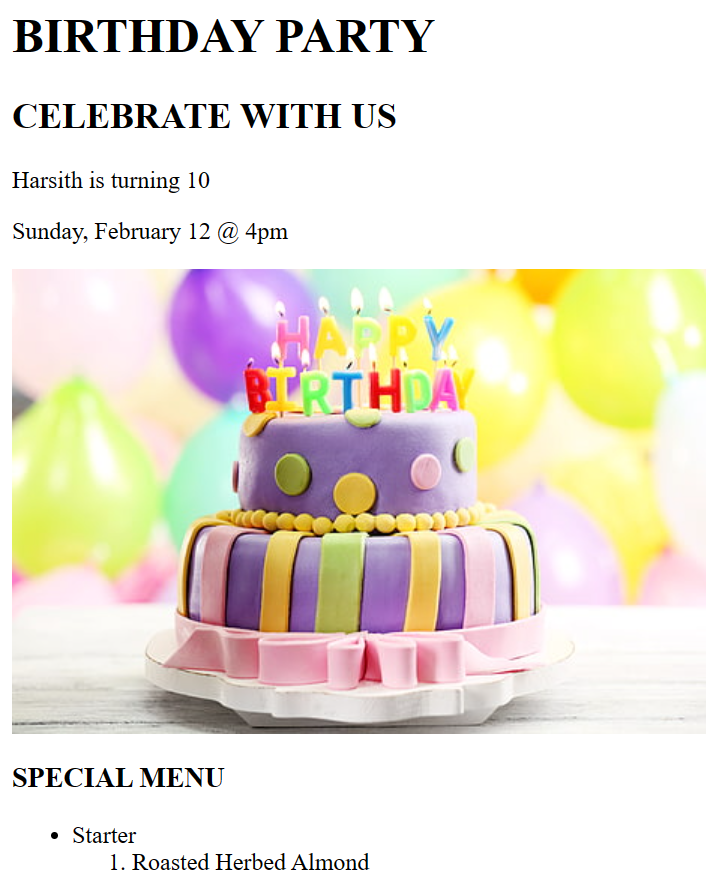 BIRTHDAY PARTY
CELEBRATE WITH US
Harsith is turning 10
Sunday, February 12 @ 4pm
HAPPY
BIRTHDAY
SPECIAL MENU
• Starter
1. Roasted Herbed Almond